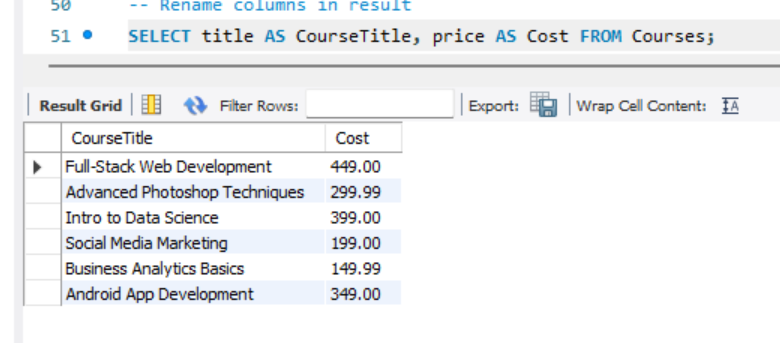 50 -- Rename columns in result
51 SELECT title AS CourseTitle, price AS Cost FROM Courses;
Result Grid Filter Rows: Export: Wrap Cell Content: IA
CourseTitle Cost
Full-Stack Web Development 449.00
Advanced Photoshop Techniques 299.99
Intro to Data Science 399.00
Social Media Marketing 199.00
Business Analytics Basics 149.99
Android App Development 349.00